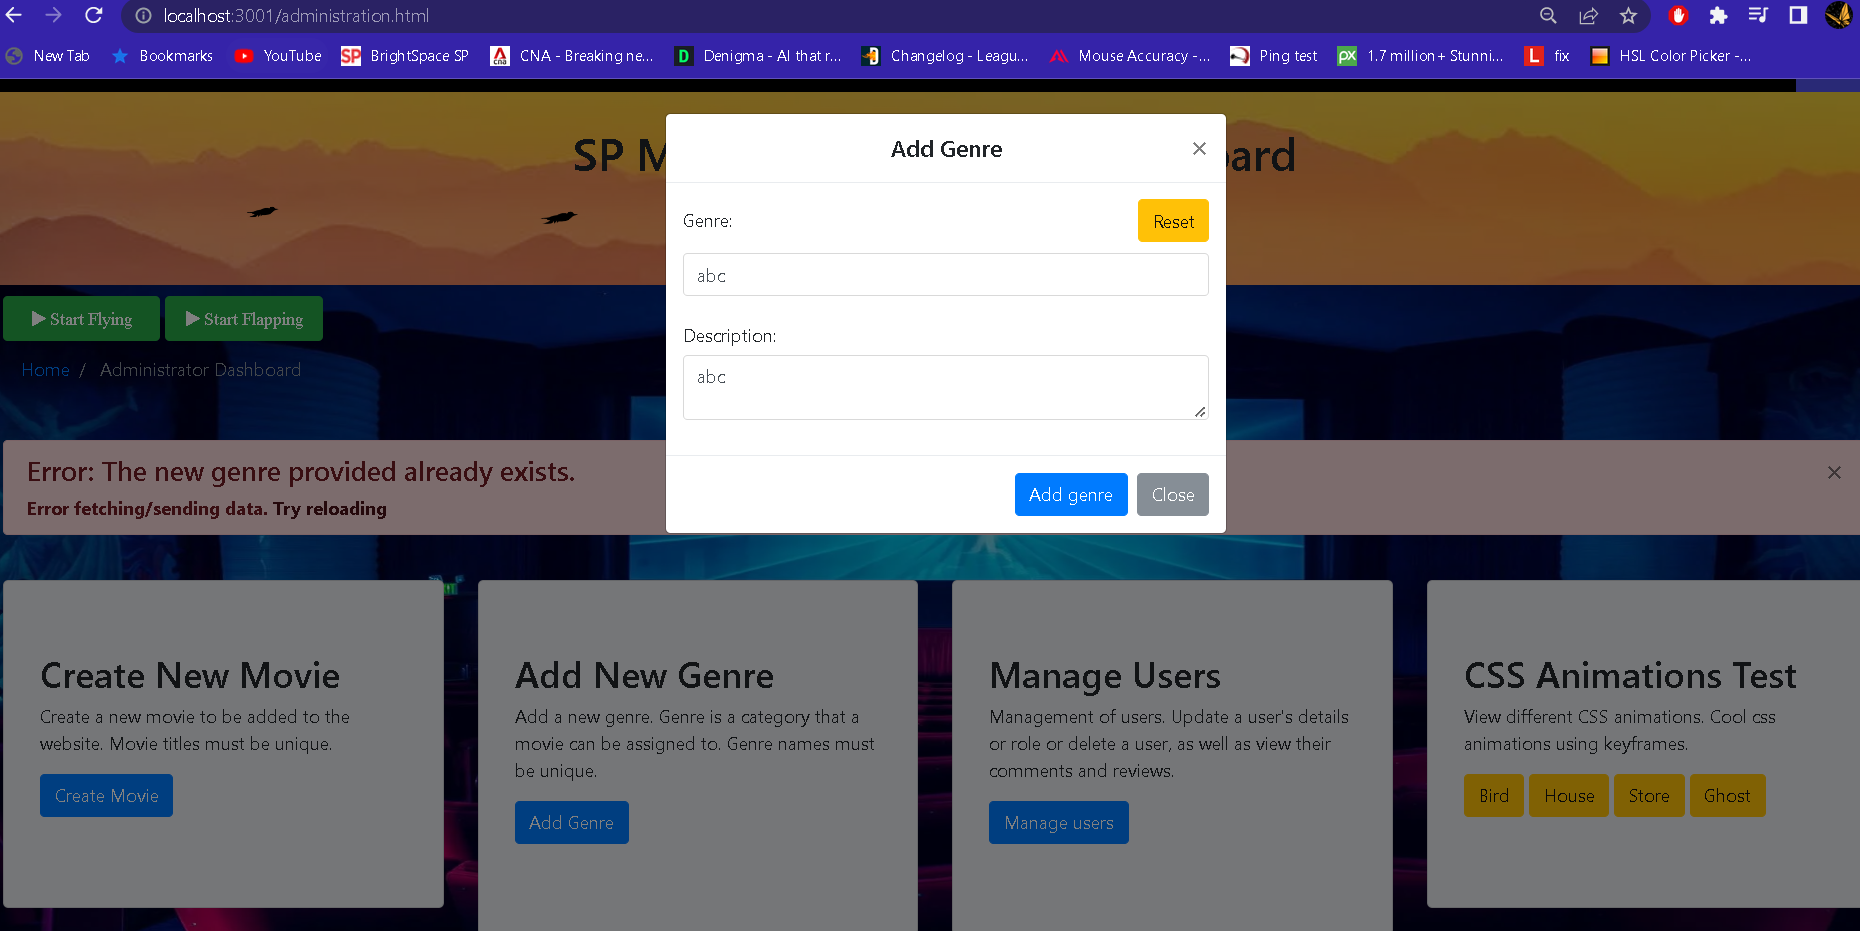 localhost:3001/administration.html
New Tab
Bookmarks
YouTube
SP
BrightSpace SP
CNA - Breaking ne...
Denigma - AI that r...
Changelog - Leagu...
Mouse Accuracy -...
Ping test
px
1.7 million+ Stunni...
L
fix
HSL Color Picker -...
SP M
ard
Add Genre
×
Genre:
Reset
abc
Description:
abc
Add genre
Close
Start Flying
Start Flapping
Home / Administrator Dashboard
Error: The new genre provided already exists.
Error fetching/sending data. Try reloading
×
Create New Movie
Create a new movie to be added to the
website. Movie titles must be unique.
Create Movie
Add New Genre
Add a new genre. Genre is a category that a
movie can be assigned to. Genre names must
be unique.
Add Genre
Manage Users
Management of users. Update a user's details
or role or delete a user, as well as view their
comments and reviews.
Manage users
CSS Animations Test
View different CSS animations. Cool css
animations using keyframes.
Bird
House
Store
Ghost